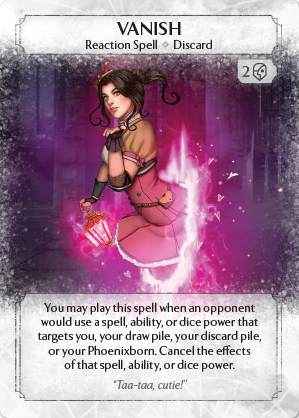 VANISH
Reaction Spell ⋄ Discard
2
You may play this spell when an opponent
would use a spell, ability, or dice power that
targets you, your draw pile, your discard pile,
or your Phoenixborn. Cancel the effects
of that spell, ability, or dice power.
"Taa-taa, cutie!"